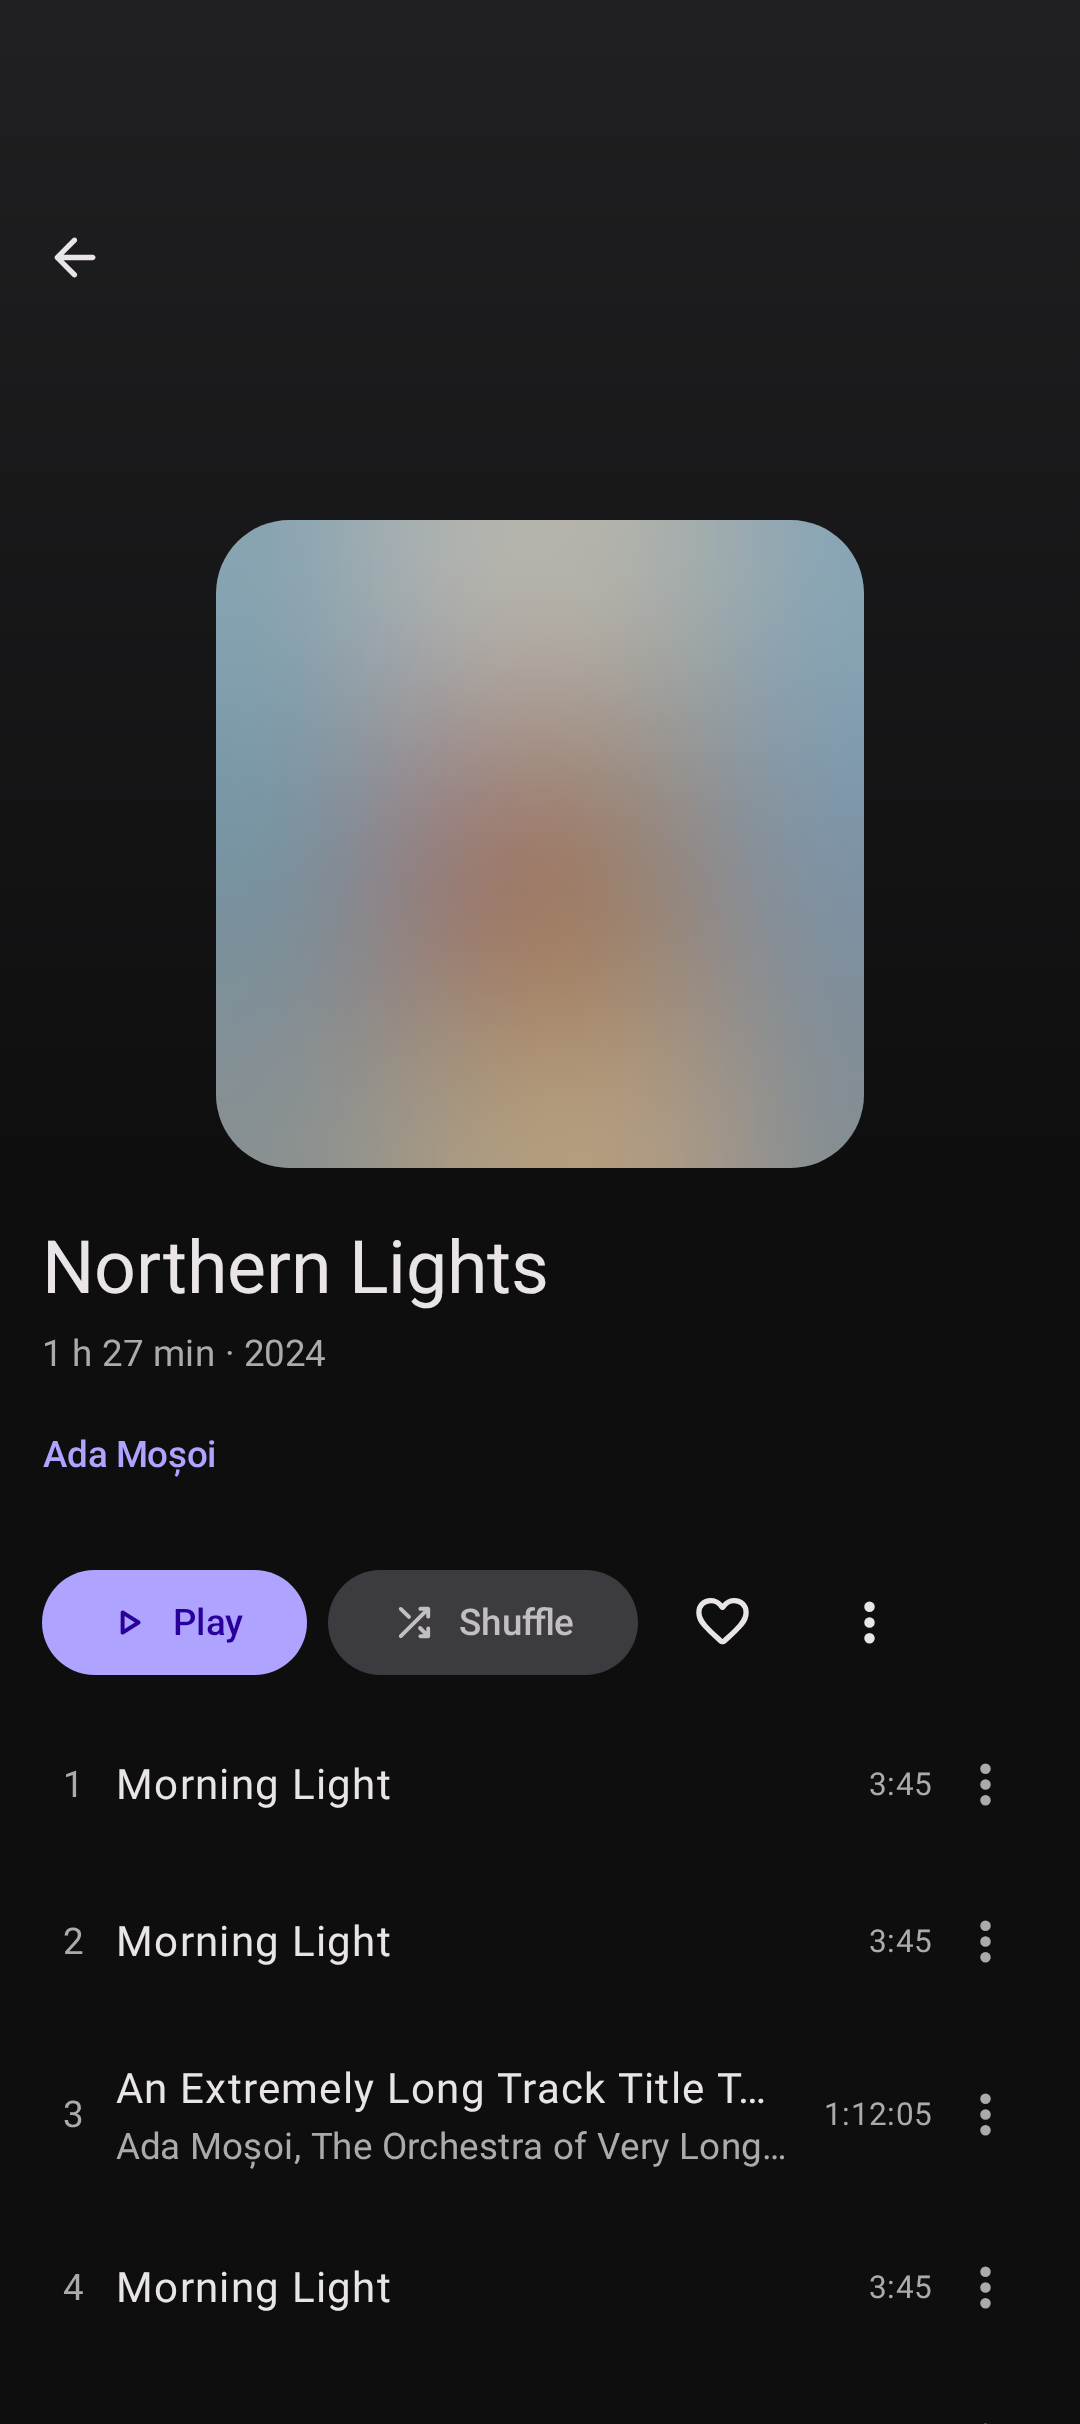 Northern Lights
1 h 27 min · 2024
Ada Moșoi
Play
Shuffle
1 Morning Light 3:45
2 Morning Light 3:45
An Extremely Long Track Title T…
3 1:12:05
Ada Moșoi, The Orchestra of Very Long…
4 Morning Light 3:45